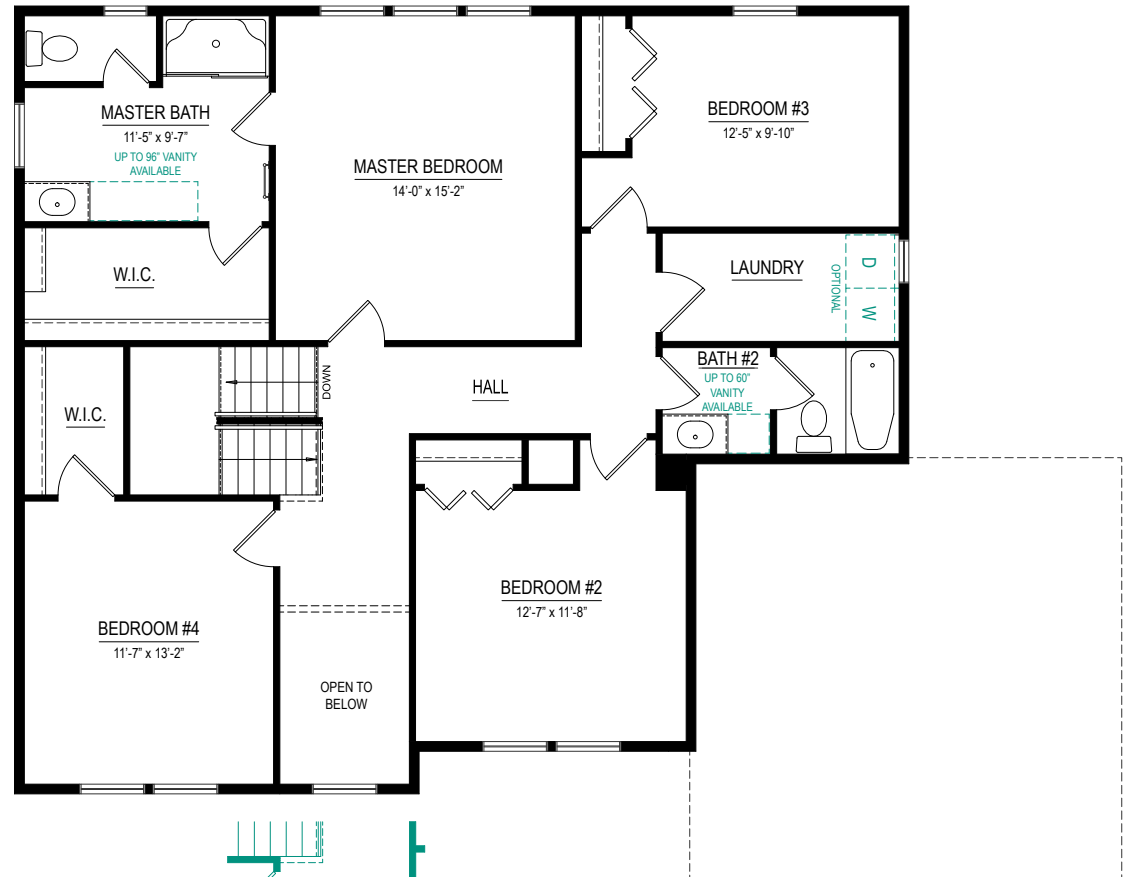 MASTER BATH
11'-5" x 9'-7"
UP TO 96" VANITY
AVAILABLE
MASTER BEDROOM
14'-0" x 15'-2"
BEDROOM #3
12'-5" x 9'-10"
W.I.C.
LAUNDRY
OPTIONAL
D
W
W.I.C.
DOWN
HALL
BATH #2
UP TO 60"
VANITY
AVAILABLE
BEDROOM #4
11'-7" x 13'-2"
OPEN TO
BELOW
BEDROOM #2
12'-7" x 11'-8"